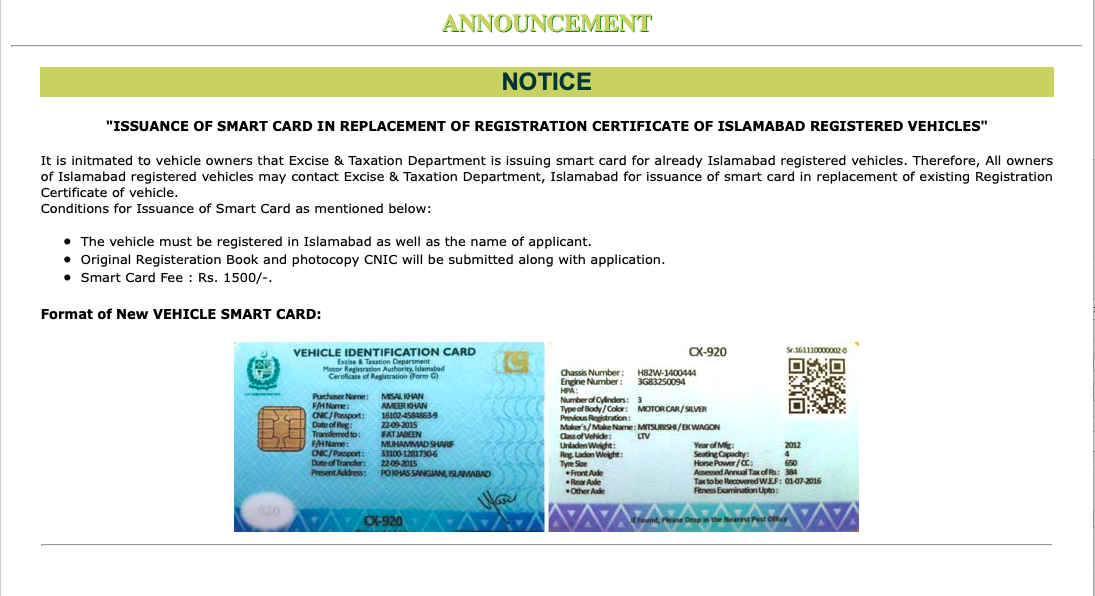 ANNOUNCEMENT
NOTICE
"ISSUANCE OF SMART CARD IN REPLACEMENT OF REGISTRATION CERTIFICATE OF ISLAMABAD REGISTERED VEHICLES"
It is initmated to vehicle owners that Excise & Taxation Department is issuing smart card for already Islamabad registered vehicles. Therefore, All owners
of Islamabad registered vehicles may contact Excise & Taxation Department, Islamabad for issuance of smart card in replacement of existing Registration
Certificate of vehicle.
Conditions for Issuance of Smart Card as mentioned below:
• The vehicle must be registered in Islamabad as well as the name of applicant.
• Original Registeration Book and photocopy CNIC will be submitted along with application.
• Smart Card Fee : Rs. 1500/-.
Format of New VEHICLE SMART CARD:
VEHICLE IDENTIFICATION CARD
Excise & Taxation Department
Motor Registration Authority, Islamabad
Certificate of Registration (Form G)
Purchaser Name: MISAL KHAN
F/H Name: AMEER KHAN
CNIC / Passport: 16102-4584863-9
Date of Reg: 22-09-2015
Transferred to: IFAT JABEEN
F/H Name: MUHAMMAD SHARIF
CNIC / Passport: 33100-1281730-6
Date of Transfer: 22-09-2015
Present Address: PO KHAS SANGJANI, ISLAMABAD
920
CX-920
CX-920
Sr.161110000002-0
Chassis Number: H82W-1400444
Engine Number: 3G83250094
HPA:
Number of Cylinders: 3
Type of Body / Color: MOTOR CAR / SILVER
Previous Registration:
Maker's / Make Name: MITSUBISHI / EK WAGON
Class of Vehicle: LTV
Unladen Weight: Year of Mfg: 2012
Reg. Laden Weight: Seating Capacity: 4
Tyre Size Horse Power / CC: 650
• Front Axle Assessed Annual Tax of Rs: 384
• Rear Axle Tax to be Recovered W.E.F: 01-07-2016
• Other Axle Fitness Examination Upto:
If Found, Please Drop in the Nearest Post Office